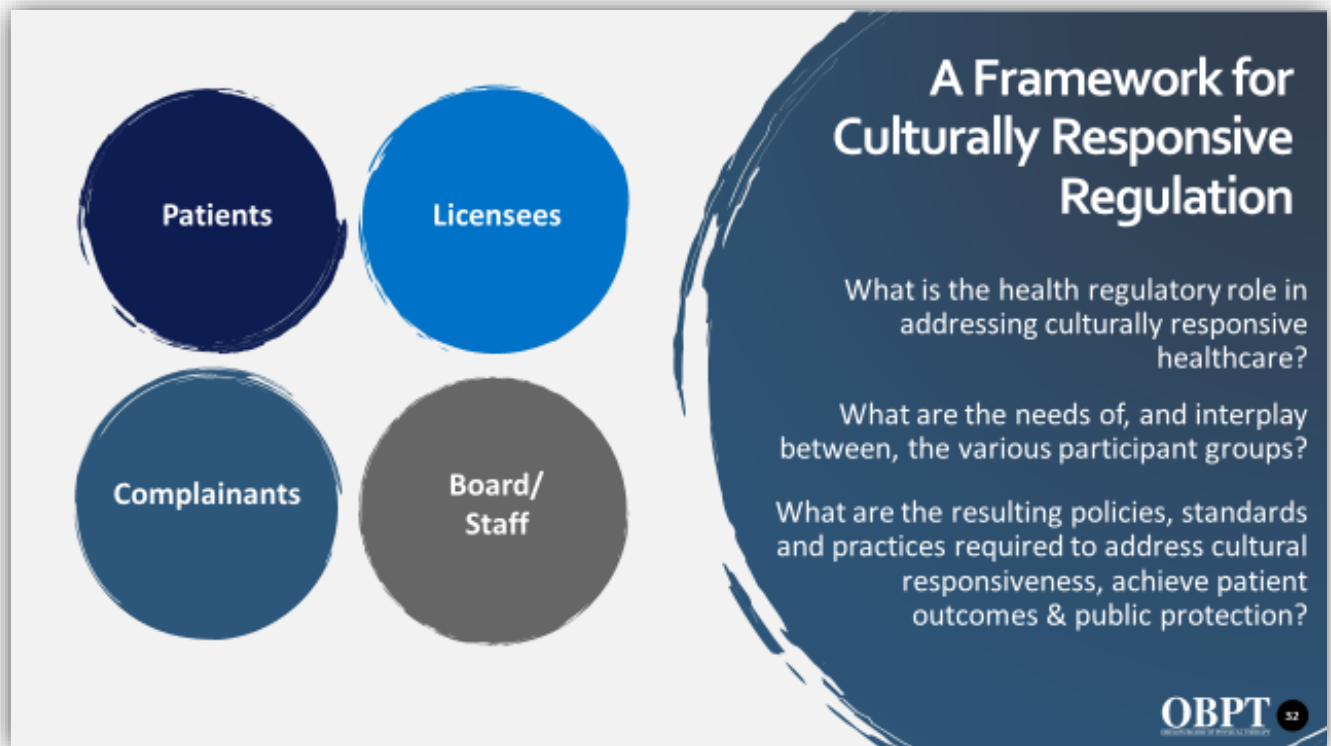 A Framework for
Culturally Responsive
Regulation
Patients
Licensees
Complainants
Board/
Staff
What is the health regulatory role in
addressing culturally responsive
healthcare?
What are the needs of, and interplay
between, the various participant groups?
What are the resulting policies, standards
and practices required to address cultural
responsiveness, achieve patient
outcomes & public protection?
OBPT
32